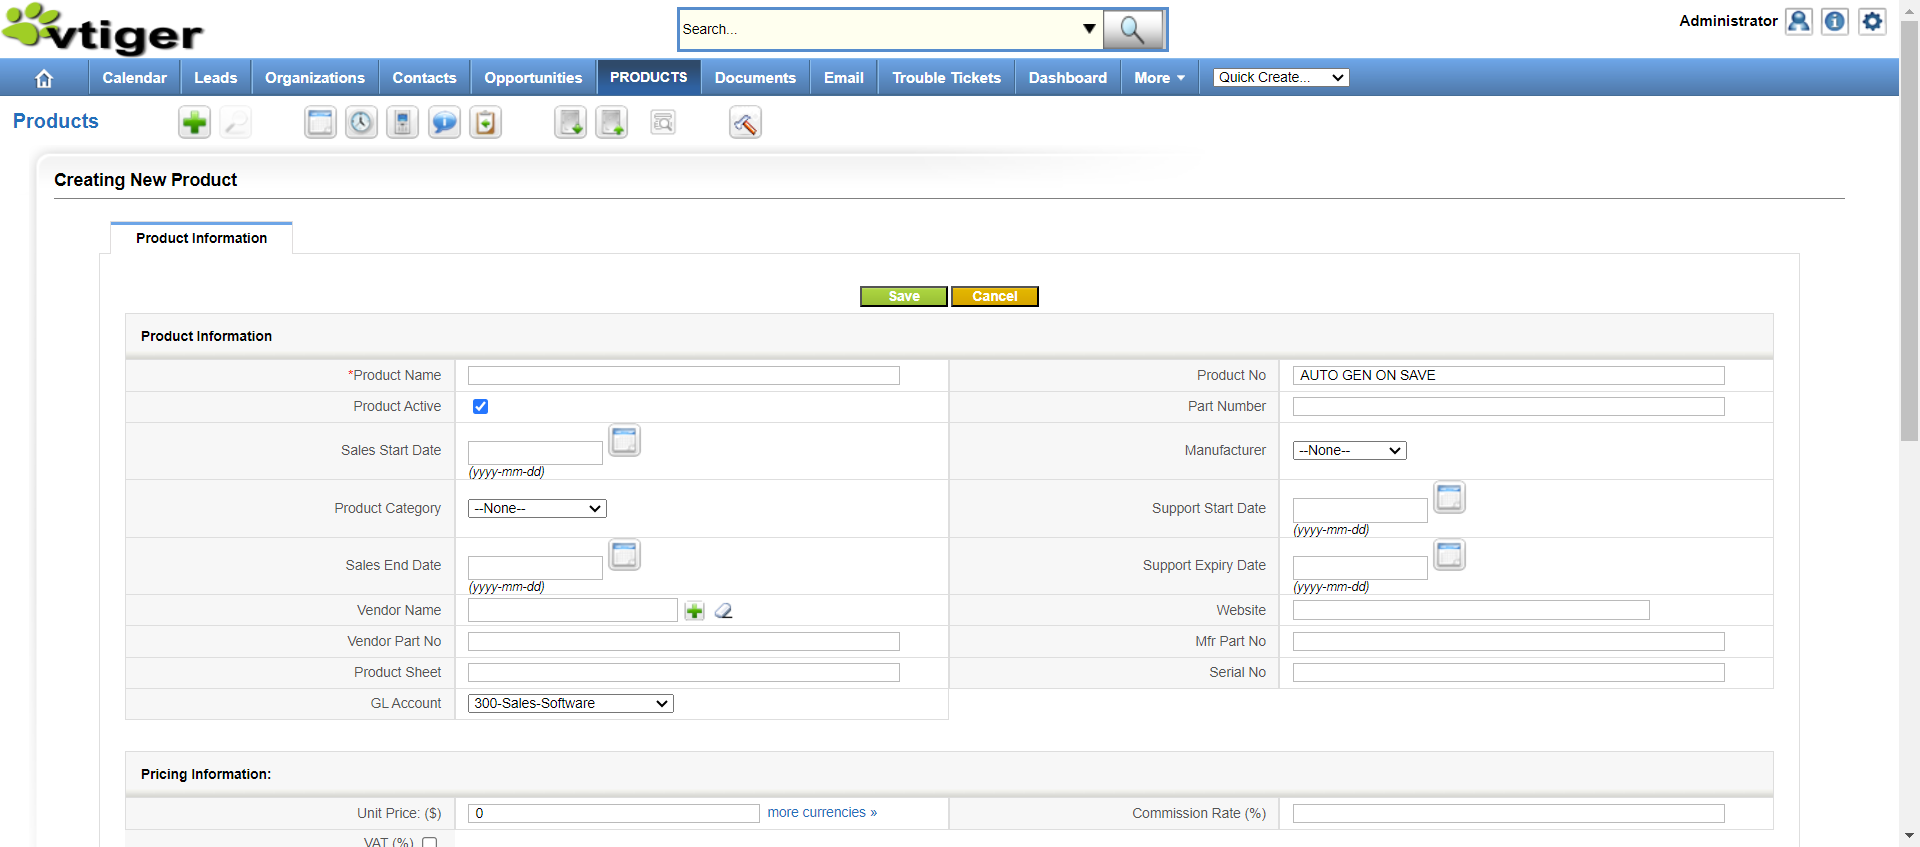 vtiger
Search...
Administrator
Calendar
Leads
Organizations
Contacts
Opportunities
PRODUCTS
Documents
Email
Trouble Tickets
Dashboard
More
Quick Create...
Products
Creating New Product
Product Information
Save
Cancel
Product Information
*Product Name
Product No
AUTO GEN ON SAVE
Product Active
Part Number
Sales Start Date
(yyyy-mm-dd)
Manufacturer
--None--
Product Category
--None--
Support Start Date
(yyyy-mm-dd)
Sales End Date
(yyyy-mm-dd)
Support Expiry Date
(yyyy-mm-dd)
Vendor Name
Website
Vendor Part No
Mfr Part No
Product Sheet
Serial No
GL Account
300-Sales-Software
Pricing Information:
Unit Price: ($)
0
more currencies »
Commission Rate (%)
VAT (%)